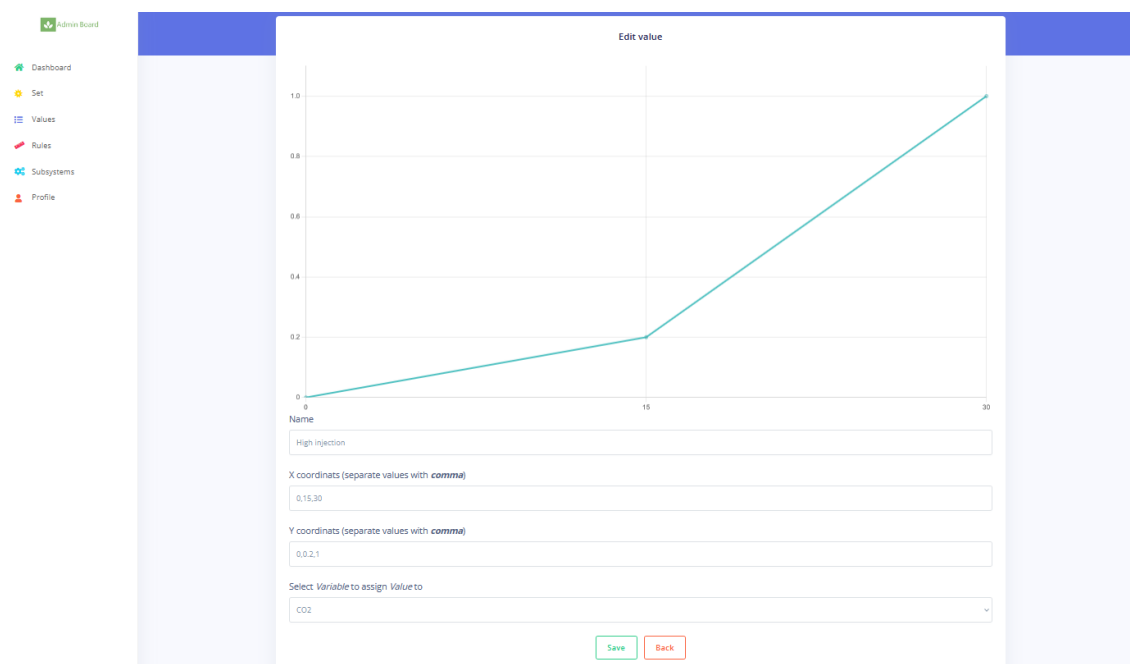 Admin Board
Dashboard
Set
Values
Rules
Subsystems
Profile
Edit value
1.0
0.8
0.6
0.4
0.2
0
0 15 30
Name
High injection
X coordinats (separate values with comma)
0,15,30
Y coordinats (separate values with comma)
0,0.2,1
Select Variable to assign Value to
CO2
Save Back